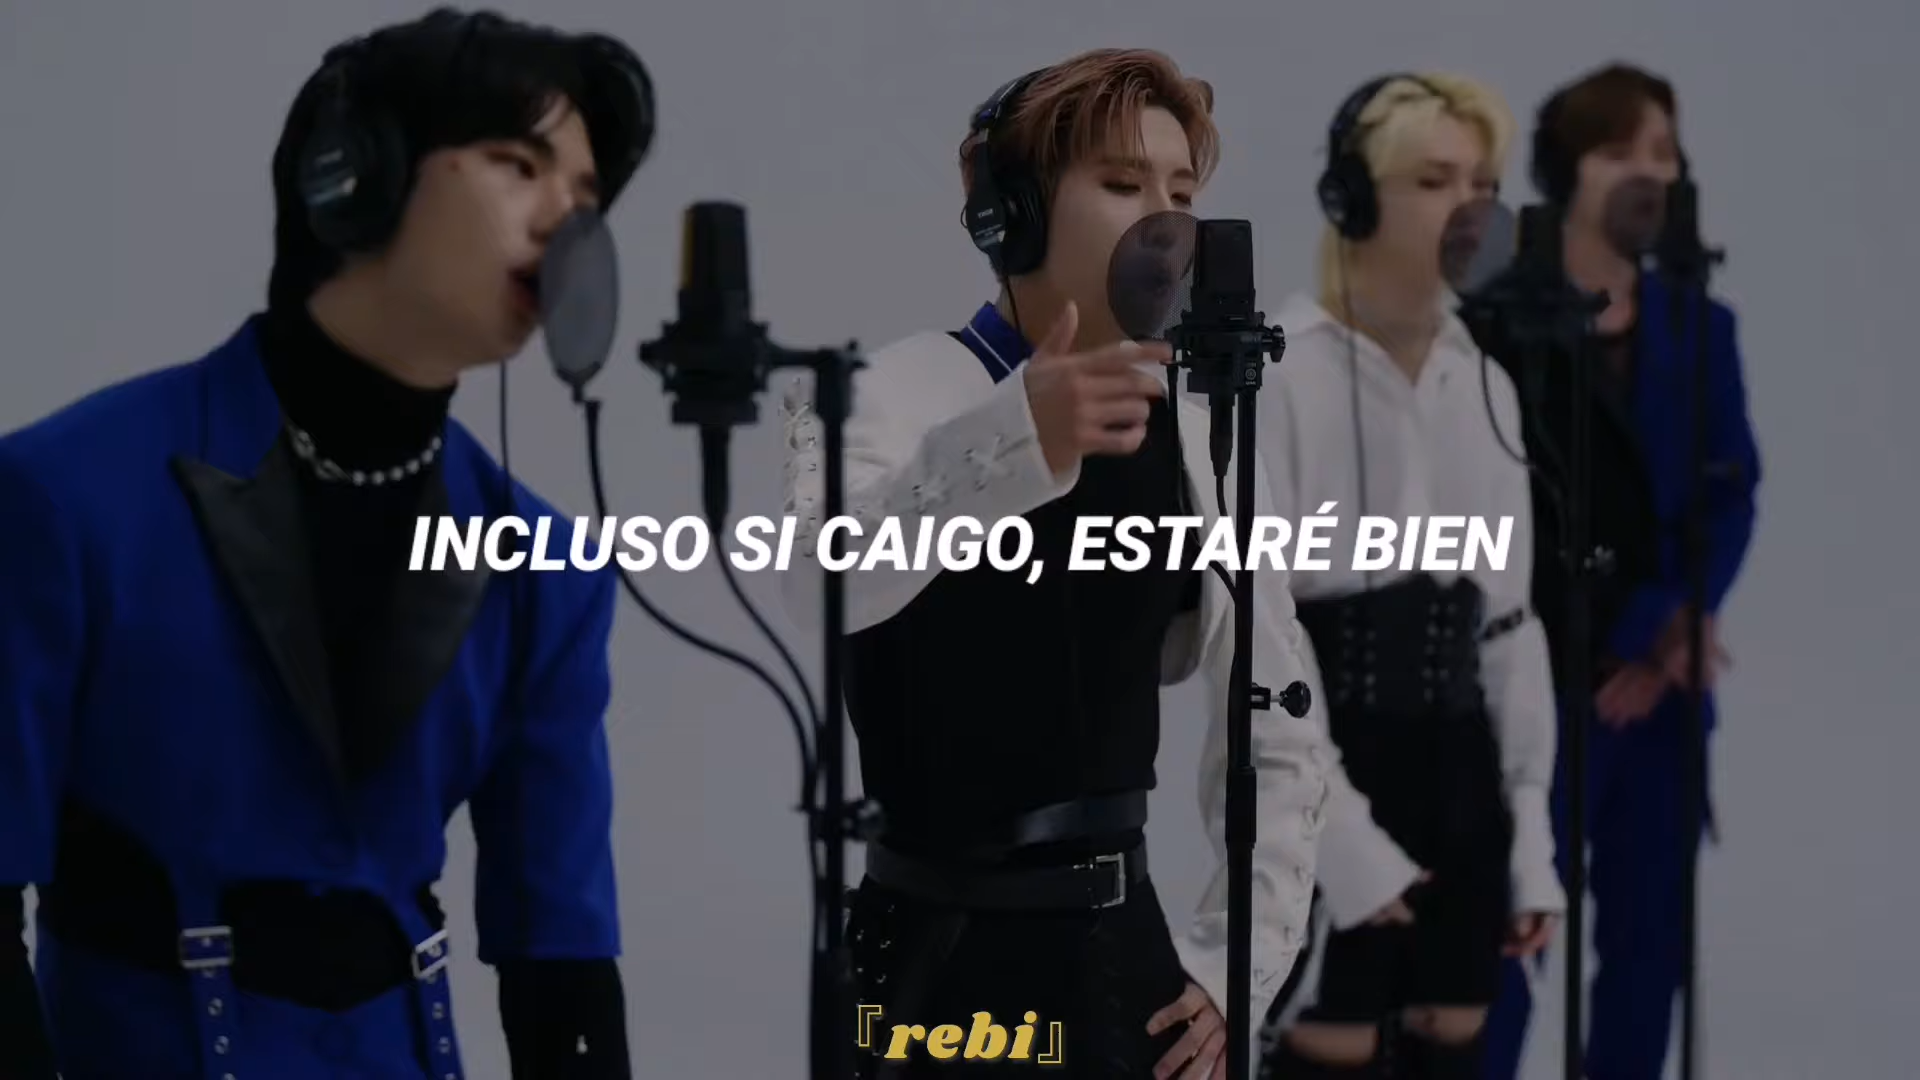 INCLUSO SI CAIGO, ESTARÉ BIEN
『rebi』